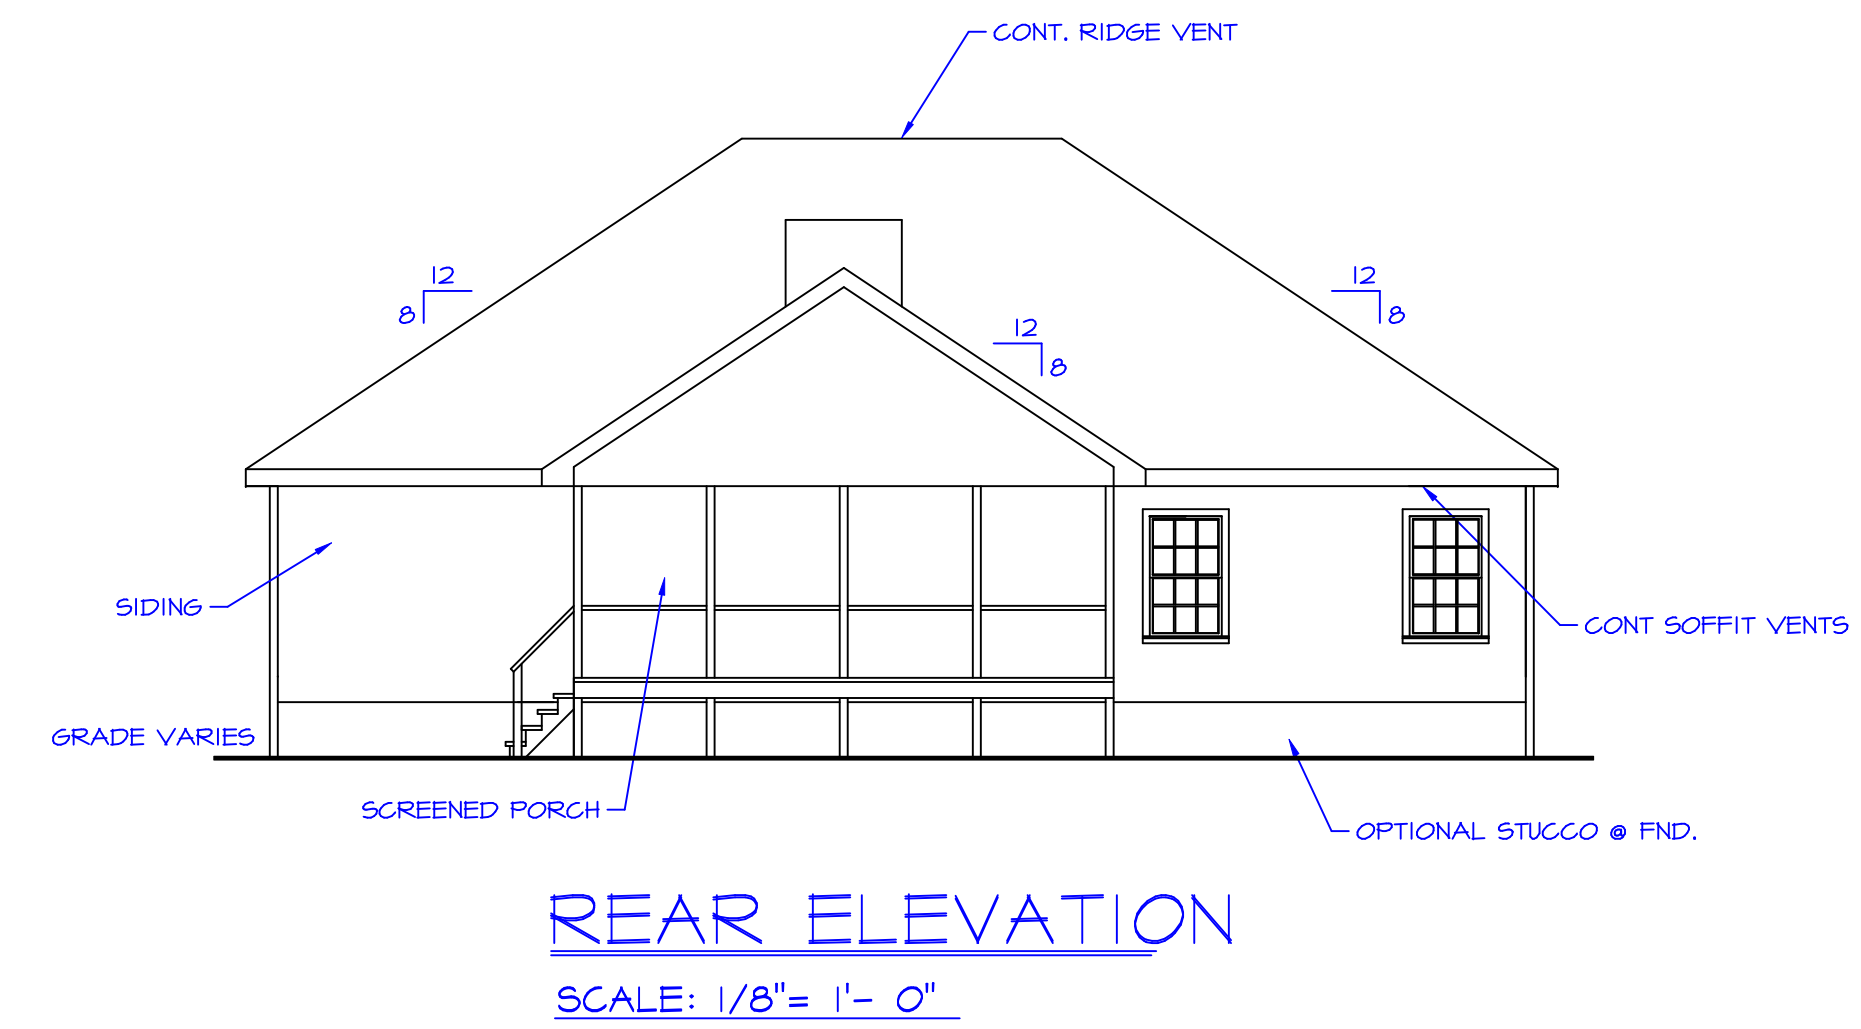 CONT. RIDGE VENT
12
8
12
8
12
8
SIDING
CONT SOFFIT VENTS
GRADE VARIES
SCREENED PORCH
OPTIONAL STUCCO @ FND.
REAR ELEVATION
SCALE: 1/8"= 1'- 0"